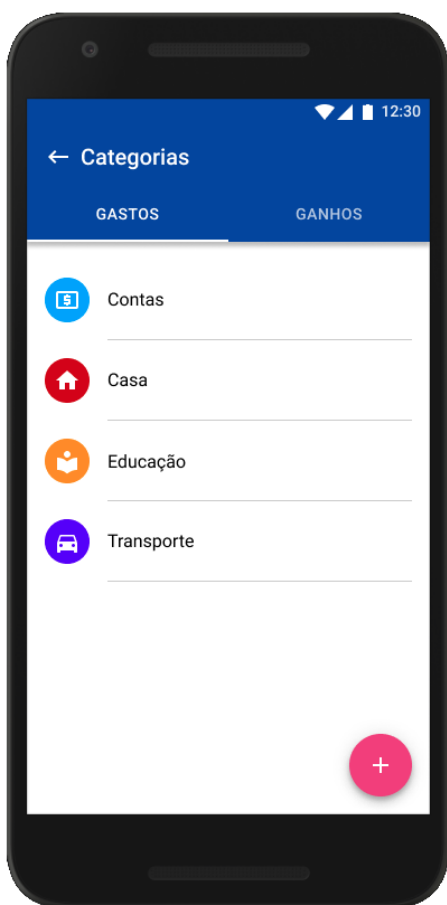 12:30
Categorias
GASTOS GANHOS
Contas
Casa
Educação
Transporte